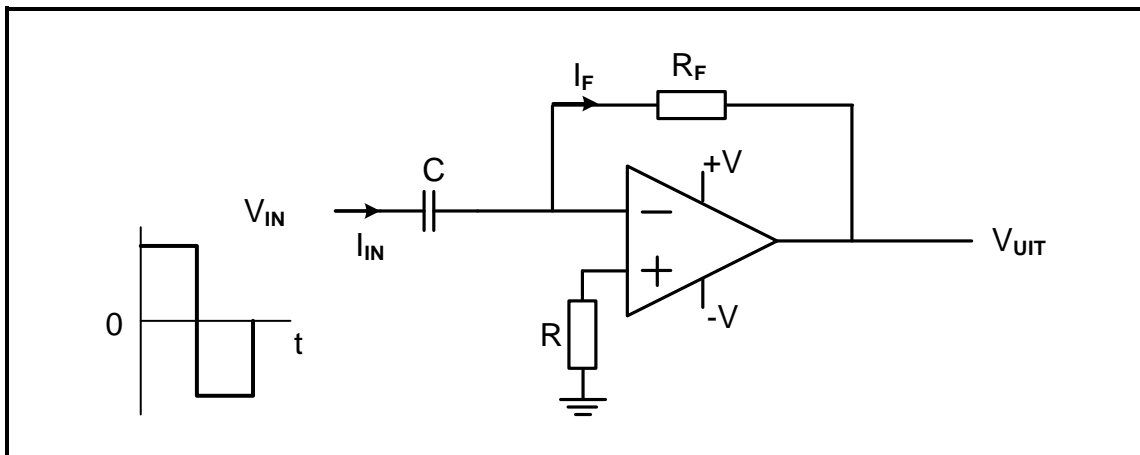 I_F R_F
C +V
V_IN − V_UIT
I_IN +
0 t R -V